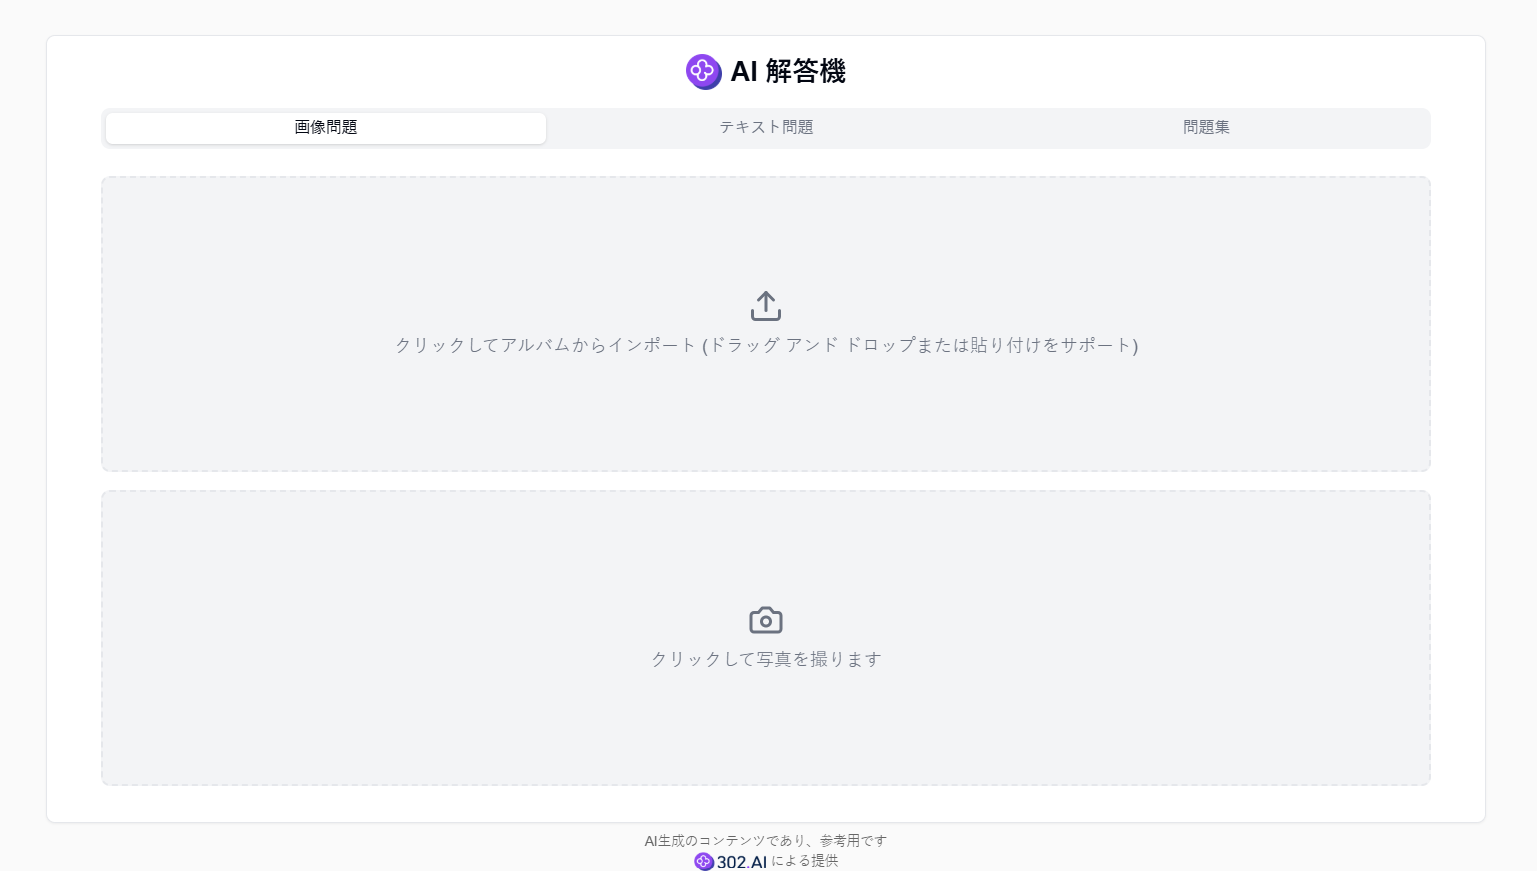 AI 解答機
画像問題
テキスト問題
問題集
クリックしてアルバムからインポート (ドラッグ アンド ドロップまたは貼り付けをサポート)
クリックして写真を撮ります
AI生成のコンテンツであり、参考用です
302.AI による提供